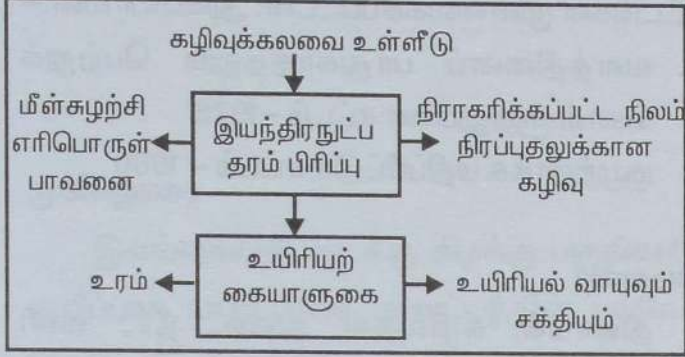 கழிவுக்கலவை உள்ளீடு
மீள்சுழற்சி
எரிபொருள்
பாவனை
இயந்திரநுட்ப
தரம் பிரிப்பு
நிராகரிக்கப்பட்ட நிலம்
நிரப்புதலுக்கான
கழிவு
உரம்
உயிரியற்
கையாளுகை
உயிரியல் வாயுவும்
சக்தியும்